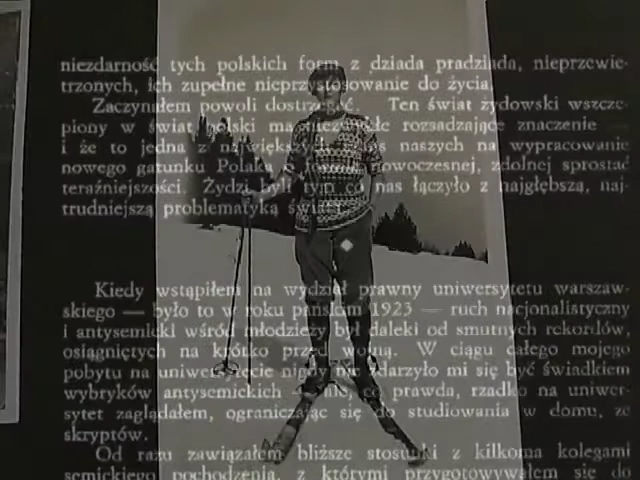 niezdarność tych polskich form z dziada pradziada, nieprzewie-
trzonych, ich zupełne nieprzystosowanie do życia.
Zaczynałem powoli dostrzegać. Ten świat żydowski wszcze-
piony w świat polski ma niezwykle rozsadzające znaczenie
i że to jedna z największych szans naszych na wypracowanie
nowego gatunku Polaka o formie nowoczesnej, zdolnej sprostać
teraźniejszości. Żydzi byli tym co nas łączyło z najgłębszą, naj-
trudniejszą problematyką świata.
Kiedy wstąpiłem na wydział prawny uniwersytetu warszaw-
skiego — było to w roku pańskim 1923 — ruch nacjonalistyczny
i antysemicki wśród młodzieży był daleki od smutnych rekordów,
osiągniętych na krótko przed wojną. W ciągu całego mojego
pobytu na uniwersytecie nigdy nie zdarzyło mi się być świadkiem
wybryków antysemickich — ale, co prawda, rzadko na uniwer-
sytet zaglądałem, ograniczając się do studiowania w domu, ze
skryptów.
Od razu zawiązałem bliższe stosunki z kilkoma kolegami
semickiego pochodzenia, z którymi przygotowywałem się do